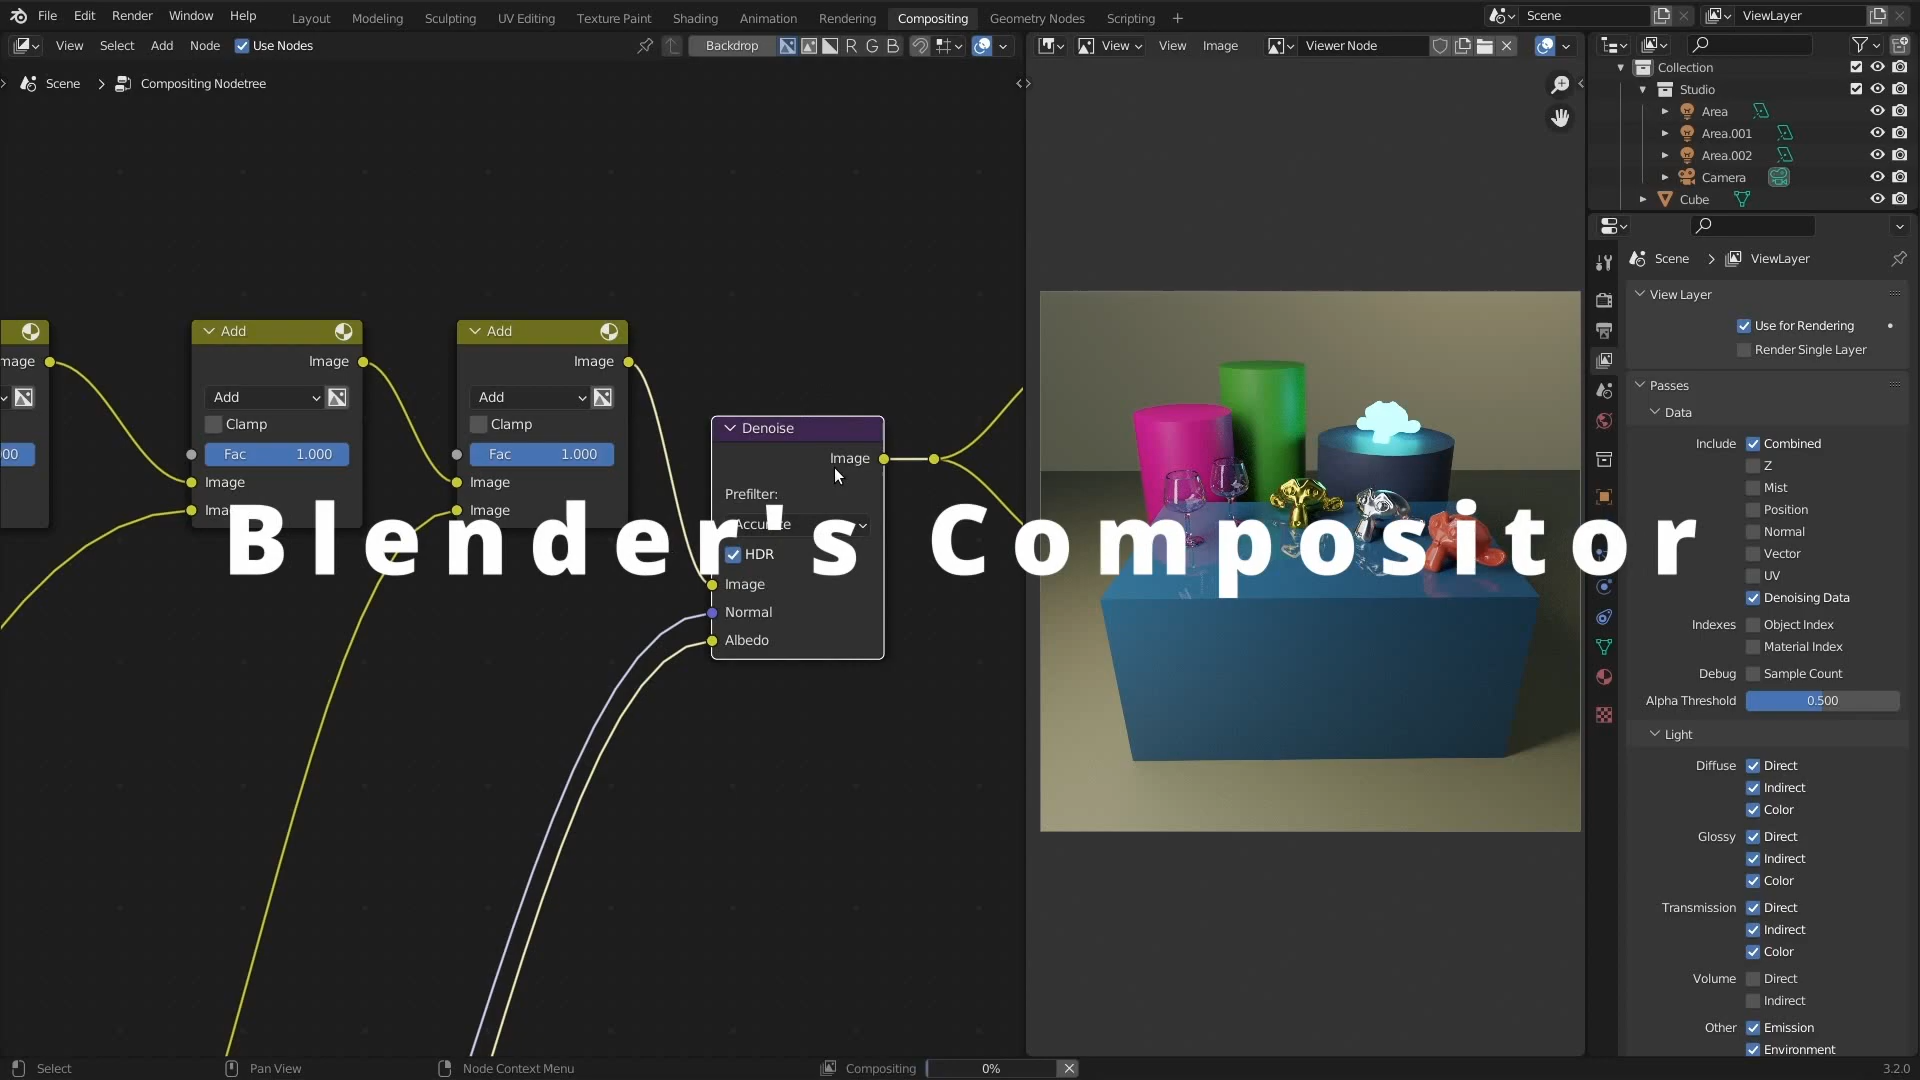 File Edit Render Window Help
Layout Modeling Sculpting UV Editing Texture Paint Shading Animation Rendering Compositing Geometry Nodes Scripting +
Scene
ViewLayer
View Select Add Node Use Nodes
Backdrop R G B
View View Image Viewer Node
Scene > Compositing Nodetree
Collection
Studio
Area
Area.001
Area.002
Camera
Cube
Scene > ViewLayer
View Layer
Use for Rendering
Render Single Layer
Passes
Data
Include Combined
Z
Mist
Position
Normal
Vector
UV
Denoising Data
Indexes Object Index
Material Index
Debug Sample Count
Alpha Threshold 0.500
Light
Diffuse Direct
Indirect
Color
Glossy Direct
Indirect
Color
Transmission Direct
Indirect
Color
Volume Direct
Indirect
Other Emission
Environment
Add
Image
Add
Clamp
Fac 1.000
Image
Add
Image
Add
Clamp
Fac 1.000
Image
Image
Denoise
Image
Prefilter:
Accurate
HDR
Image
Normal
Albedo
Blender's Compositor
Select Pan View Node Context Menu Compositing 0% 3.2.0